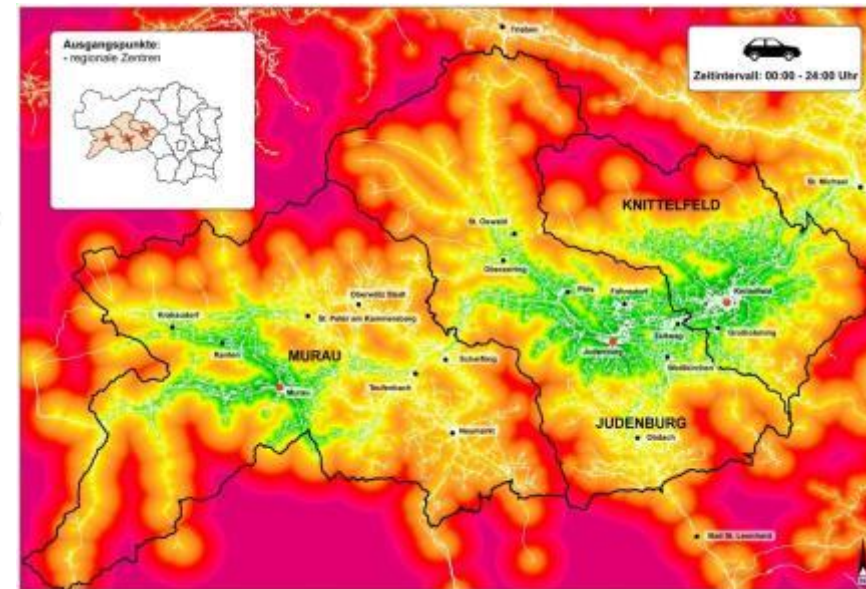 Ausgangspunkte:
- regionale Zentren
Zeitintervall: 00:00 - 24:00 Uhr
Trieben
St. Michael
KNITTELFELD
St. Oswald
Oberzeiring
Pöls
Fohnsdorf
Knittelfeld
Oberwölz Stadt
Krakaudorf
St. Peter am Kammersberg
Zeltweg
Großlobming
Ranten
Judenburg
MURAU
Scheifling
Weißkirchen
Teufenbach
Murau
JUDENBURG
Neumarkt
Obdach
Bad St. Leonhard